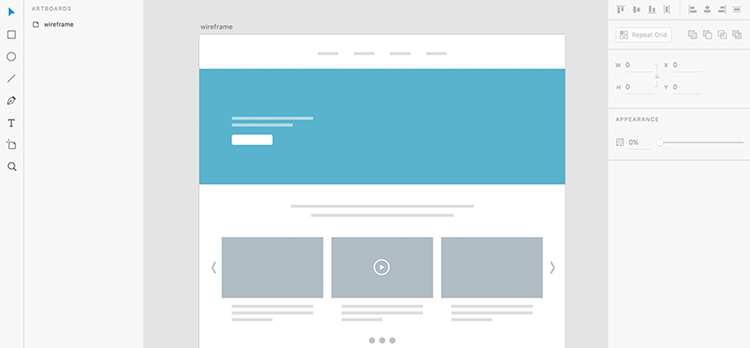 ARTBOARDS
wireframe
wireframe
T
Repeat Grid
W 0 X 0
H 0 Y 0
APPEARANCE
0%